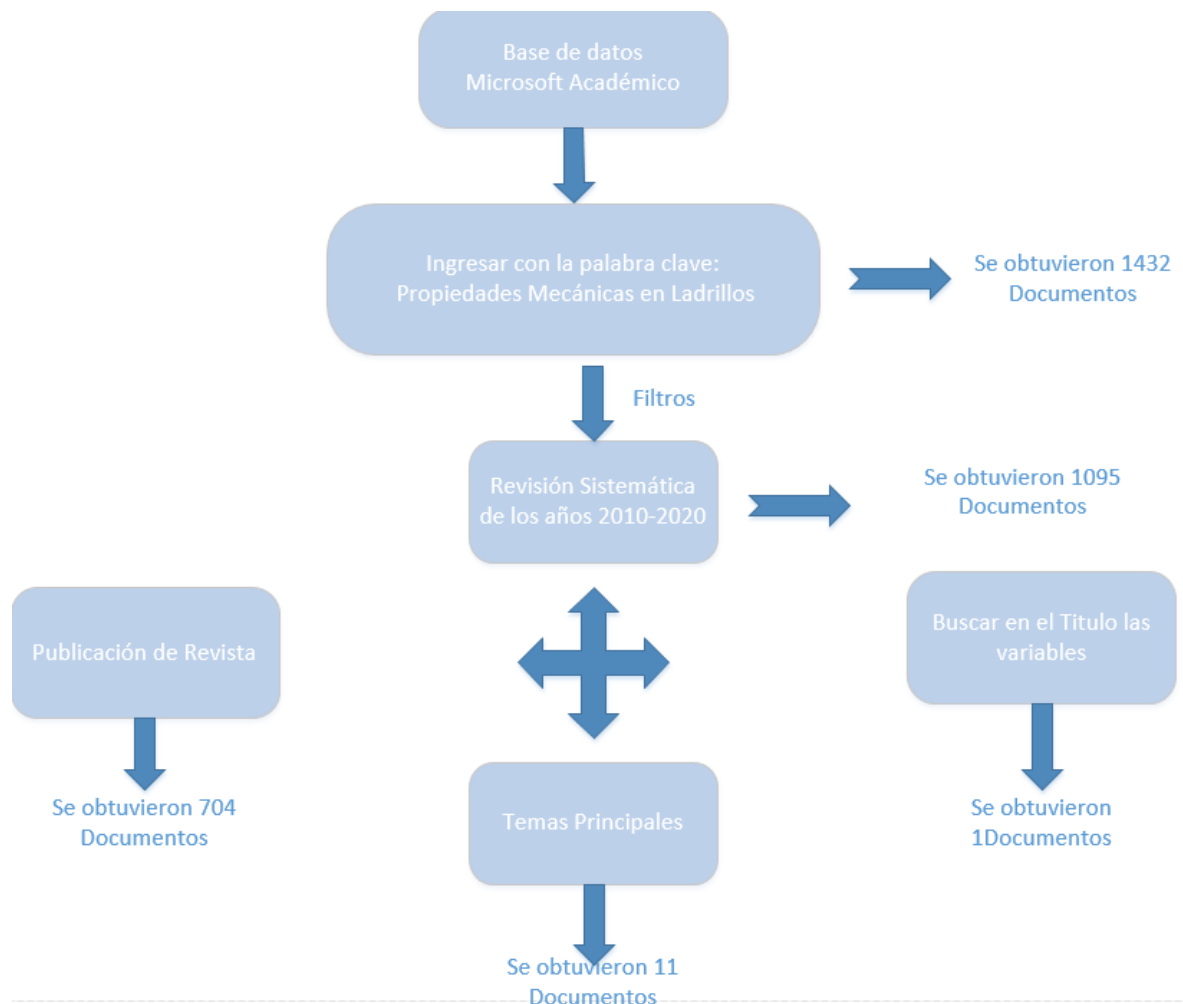 Base de datos
Microsoft Académico
Ingresar con la palabra clave:
Propiedades Mecánicas en Ladrillos
Se obtuvieron 1432
Documentos
Filtros
Revisión Sistemática
de los años 2010-2020
Se obtuvieron 1095
Documentos
Publicación de Revista
Buscar en el Titulo las
variables
Se obtuvieron 704
Documentos
Temas Principales
Se obtuvieron
1Documentos
Se obtuvieron 11
Documentos